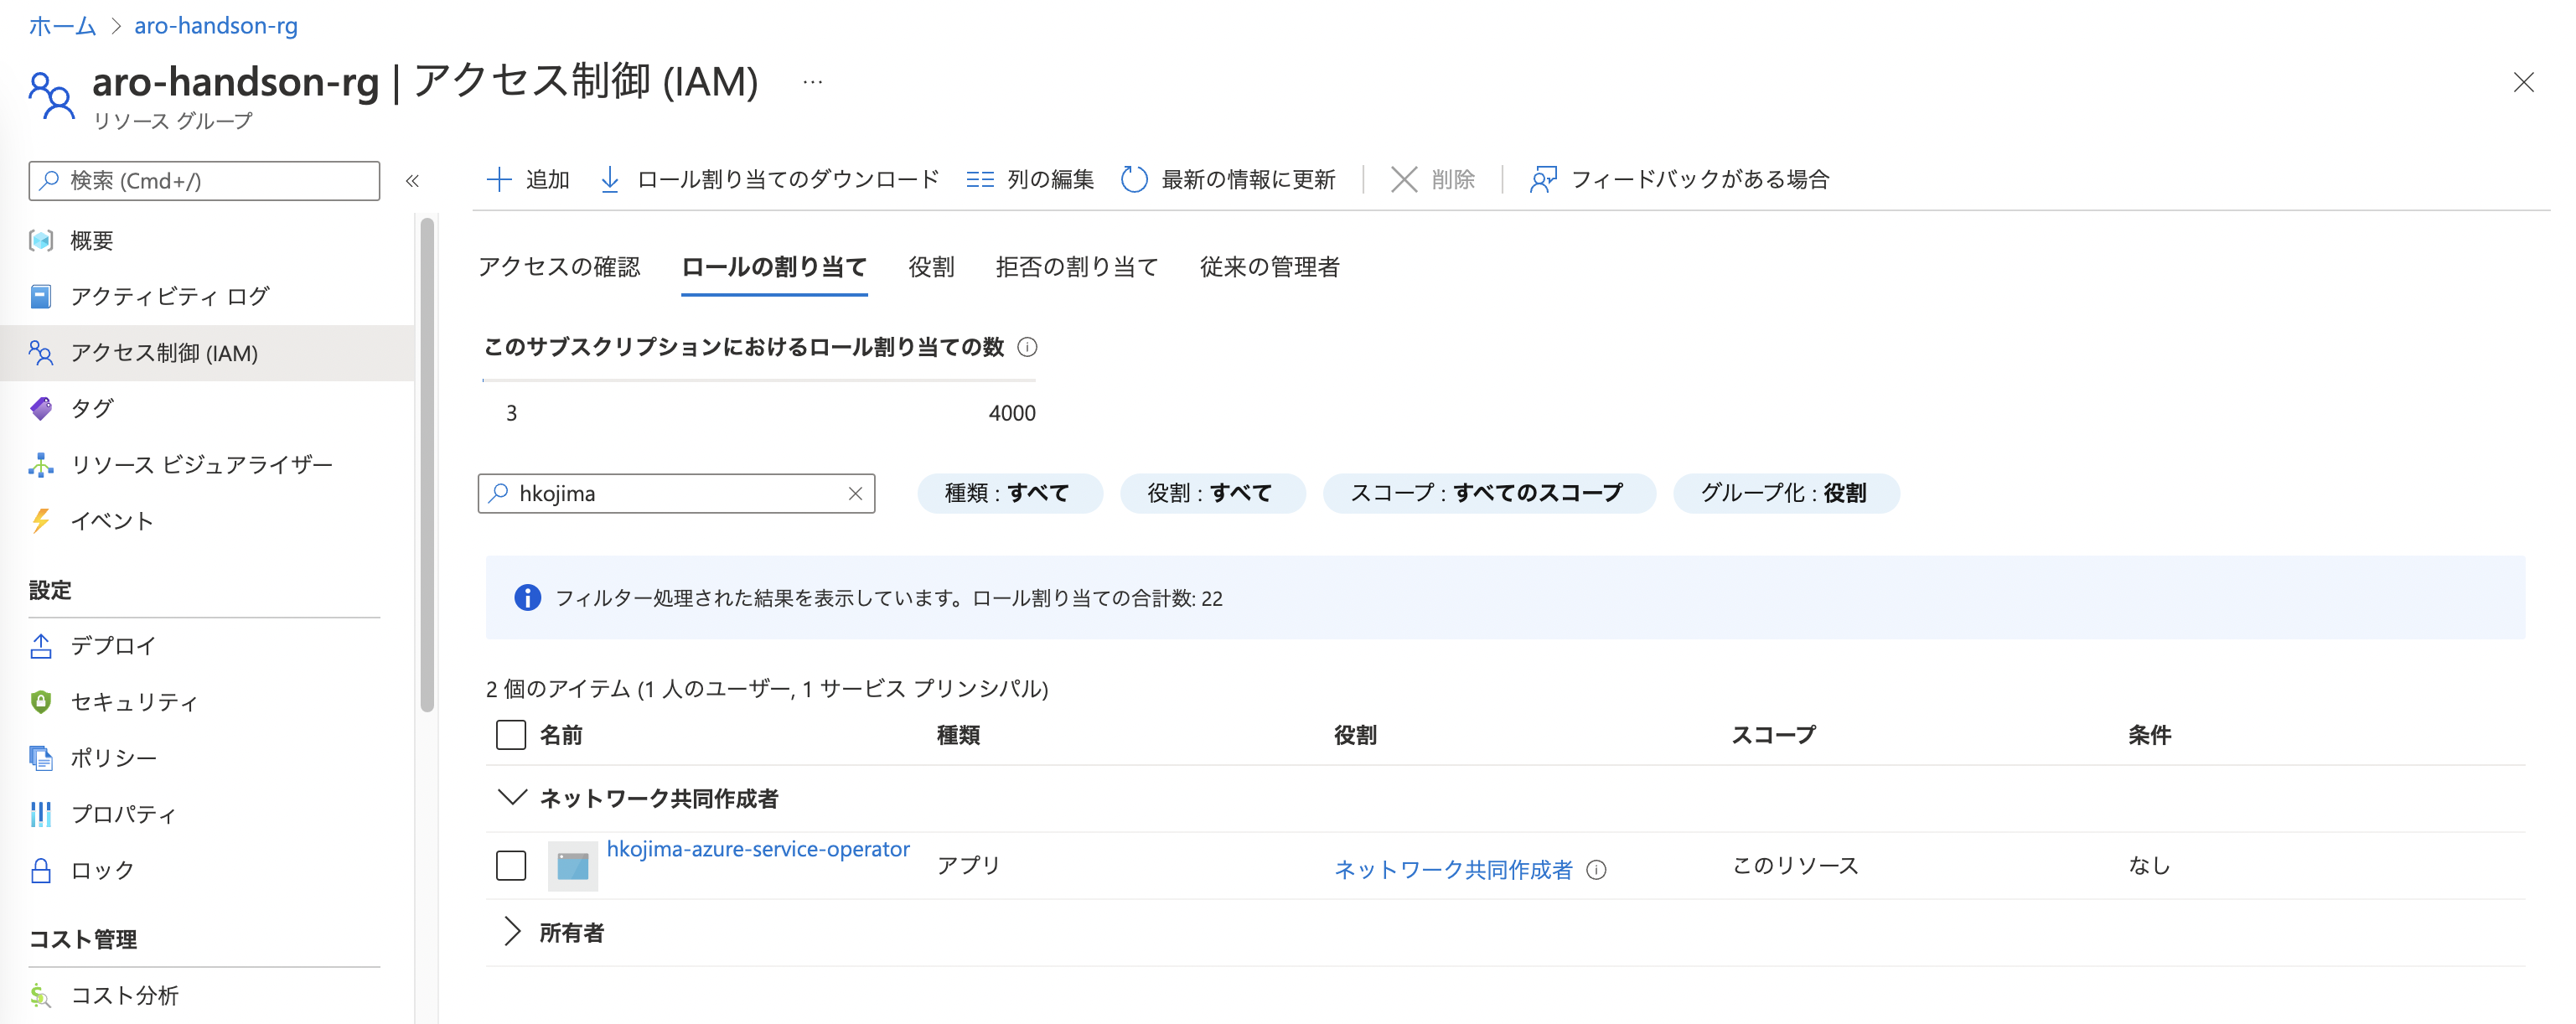 ホーム > aro-handson-rg
aro-handson-rg | アクセス制御 (IAM) ...
リソース グループ
検索 (Cmd+/)
«
概要
アクティビティ ログ
アクセス制御 (IAM)
タグ
リソース ビジュアライザー
イベント
設定
デプロイ
セキュリティ
ポリシー
プロパティ
ロック
コスト管理
コスト分析
追加 ロール割り当てのダウンロード 列の編集 最新の情報に更新 削除 フィードバックがある場合
アクセスの確認 ロールの割り当て 役割 拒否の割り当て 従来の管理者
このサブスクリプションにおけるロール割り当ての数
3 4000
hkojima 種類 : すべて 役割 : すべて スコープ : すべてのスコープ グループ化 : 役割
フィルター処理された結果を表示しています。ロール割り当ての合計数: 22
2 個のアイテム (1 人のユーザー, 1 サービス プリンシパル)
名前 種類 役割 スコープ 条件
ネットワーク共同作成者
hkojima-azure-service-operator アプリ ネットワーク共同作成者 このリソース なし
所有者